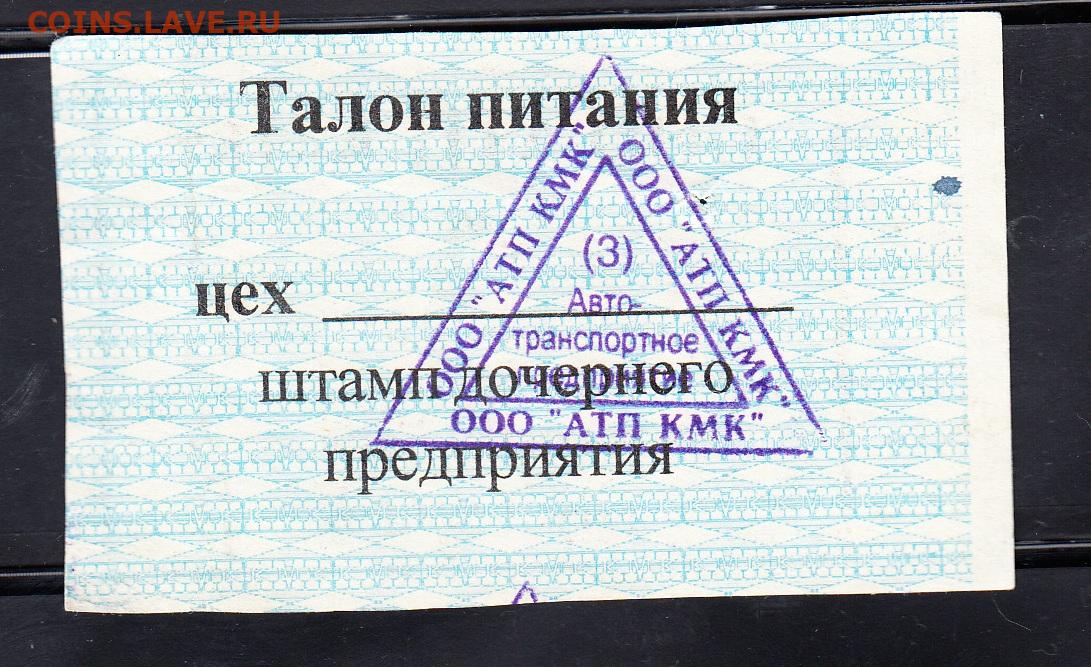 COINS.LAVE.RU
Талон питания
цех
штамп дочернего
предприятия
ООО "АТП КМК"
ООО "АТП КМК"
(3)
Авто-
транспортное
ООО "АТП КМК"